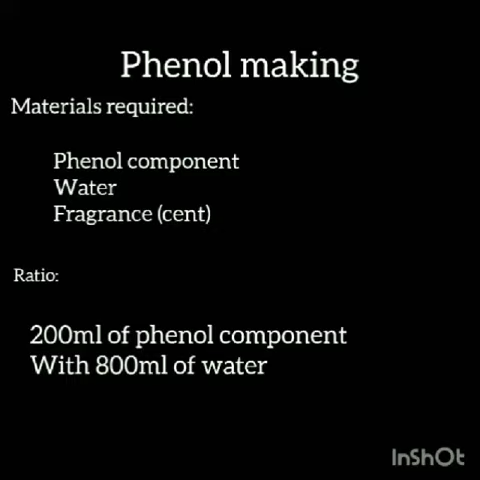 Phenol making
Materials required:
Phenol component
Water
Fragrance (cent)
Ratio:
200ml of phenol component
With 800ml of water
InShOt